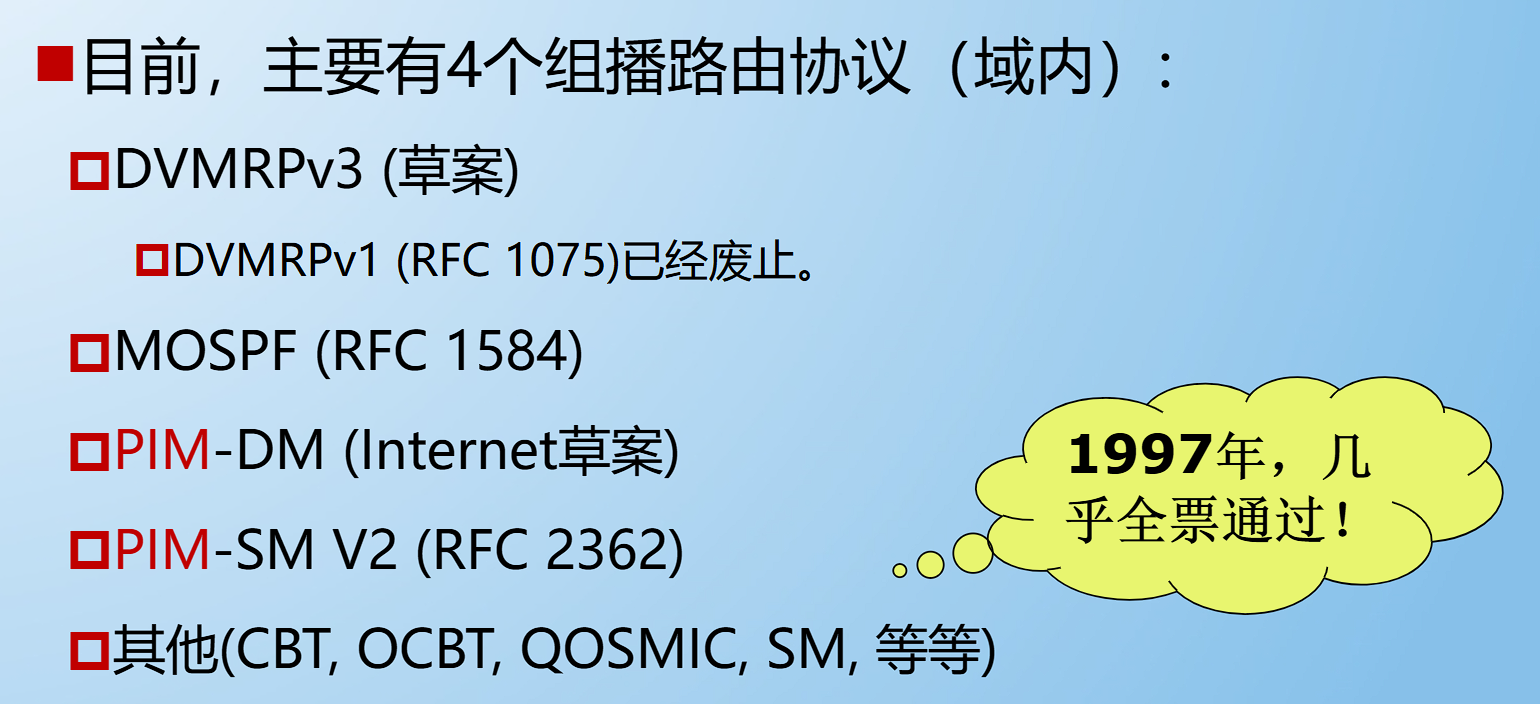 目前，主要有4个组播路由协议（域内）:
DVMRPv3 (草案)
DVMRPv1 (RFC 1075)已经废止。
MOSPF (RFC 1584)
PIM-DM (Internet草案)
PIM-SM V2 (RFC 2362)
其他(CBT, OCBT, QOSMIC, SM, 等等)
1997年，几
乎全票通过！